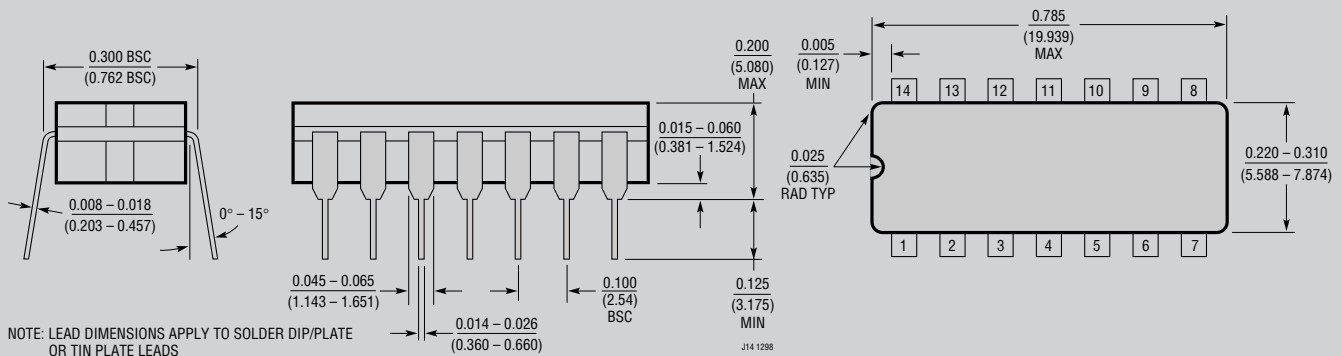 0.300 BSC
(0.762 BSC)
0.008 – 0.018
(0.203 – 0.457)
0° – 15°
0.200
(5.080)
MAX
0.015 – 0.060
(0.381 – 1.524)
0.045 – 0.065
(1.143 – 1.651)
0.100
(2.54)
BSC
0.014 – 0.026
(0.360 – 0.660)
0.125
(3.175)
MIN
0.785
(19.939)
MAX
0.005
(0.127)
MIN
14 13 12 11 10 9 8
0.025
(0.635)
RAD TYP
0.220 – 0.310
(5.588 – 7.874)
1 2 3 4 5 6 7
NOTE: LEAD DIMENSIONS APPLY TO SOLDER DIP/PLATE
OR TIN PLATE LEADS
J14 1298